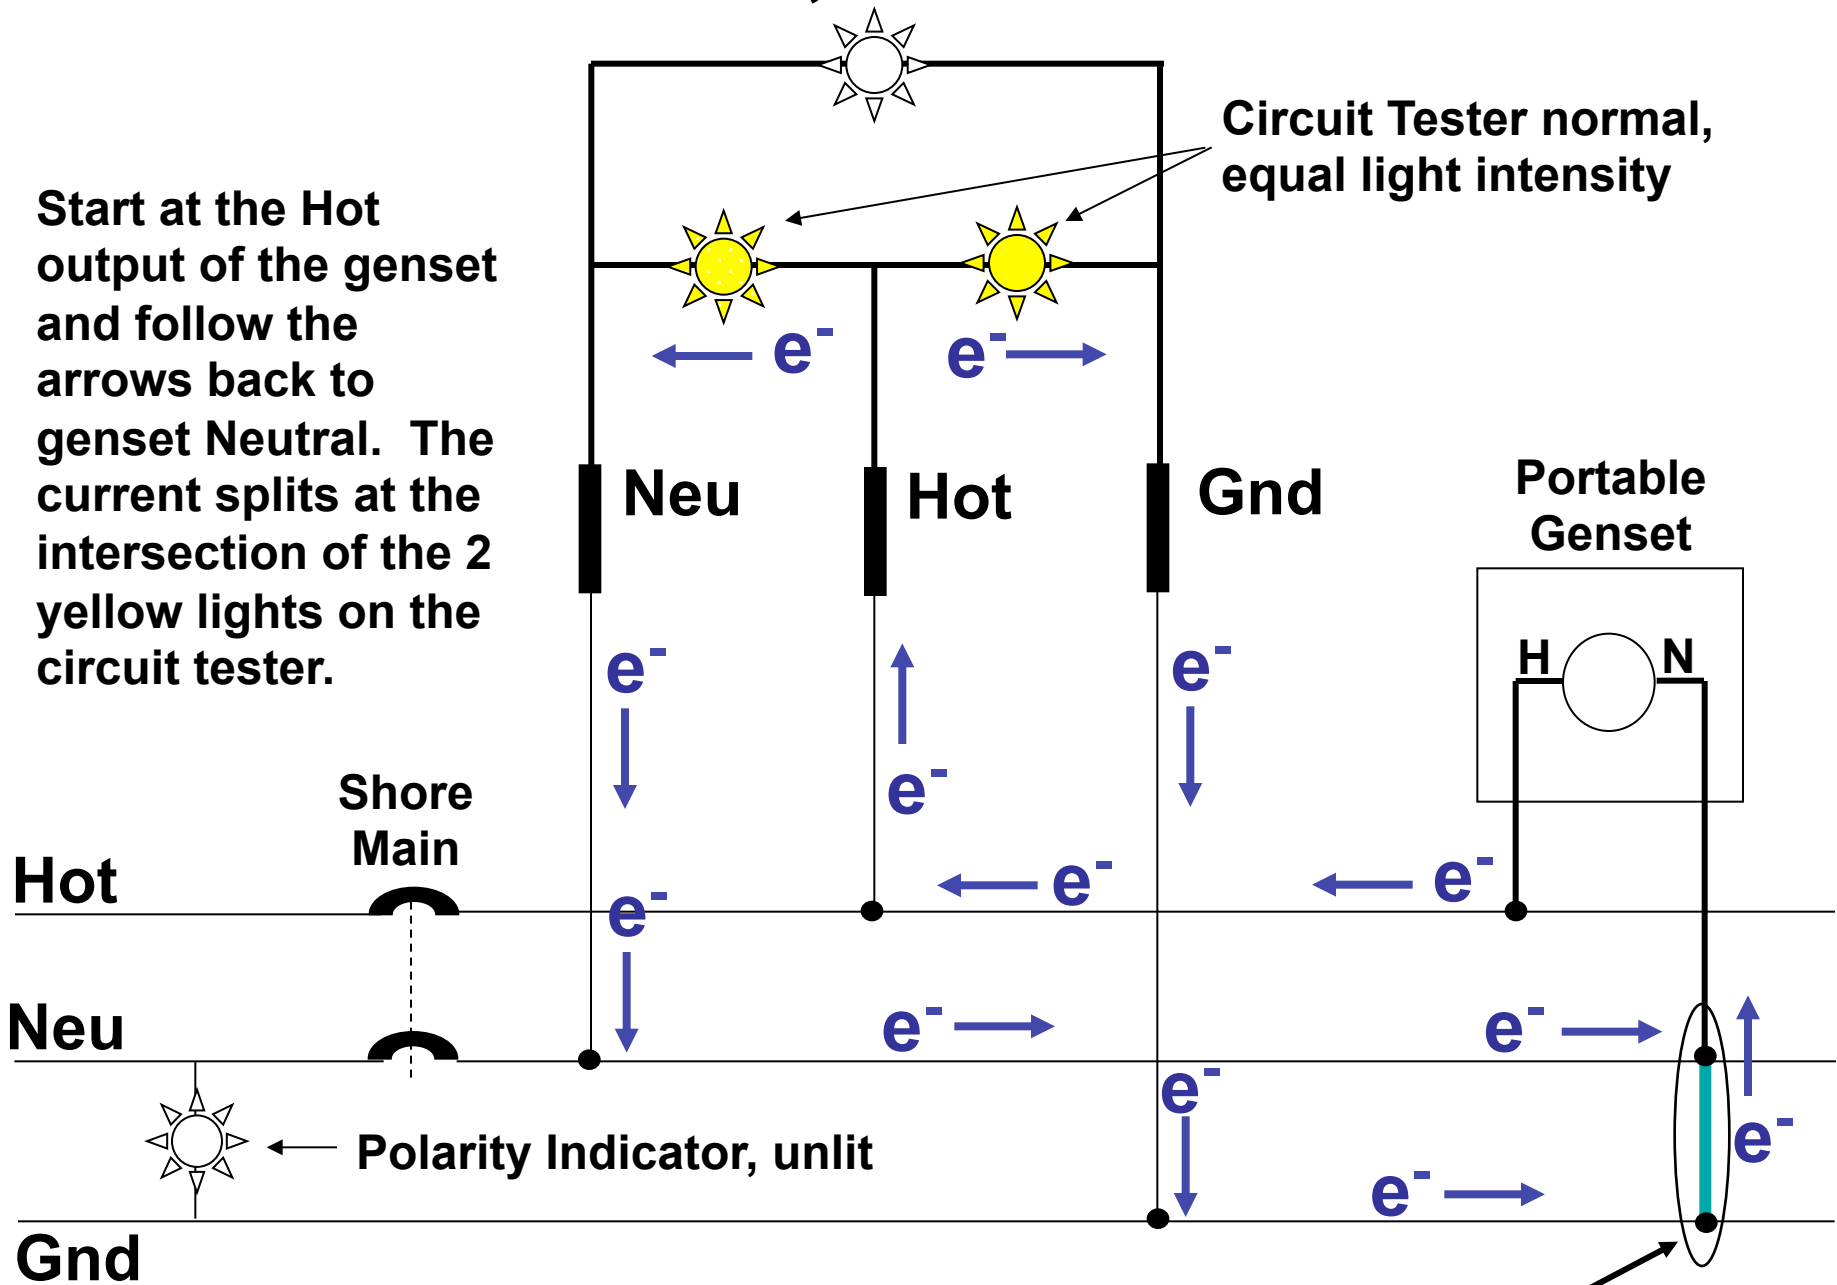 Circuit Tester normal,
equal light intensity
Start at the Hot
output of the genset
and follow the
arrows back to
genset Neutral.  The
current splits at the
intersection of the 2
yellow lights on the
circuit tester.
e-
e-
Neu
Hot
Gnd
Portable
Genset
H
N
e-
e-
e-
Shore
Main
Hot
e-
e-
e-
Neu
e-
e-
e-
Polarity Indicator, unlit
e-
e-
Gnd